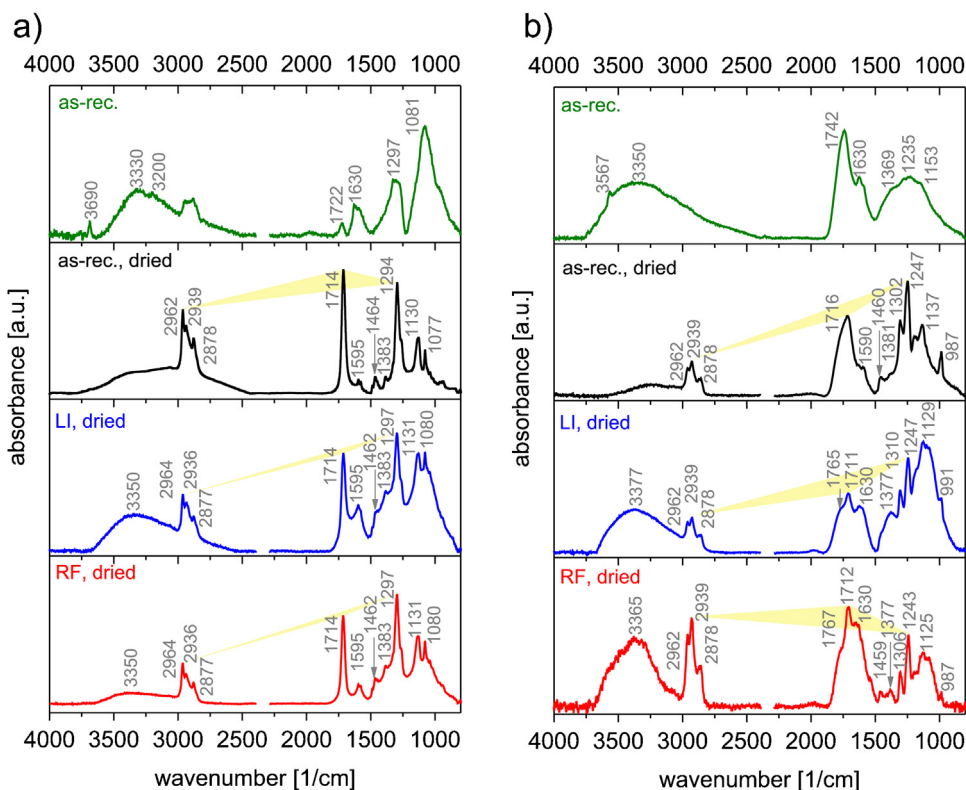 a)
4000 3500 3000 2500 2000 1500 1000
as-rec.
3690 3330 3200 1722 1630 1297 1081
as-rec., dried
2962 2939 2878 1714 1595 1464 1383 1294 1130 1077
LI, dried
3350 2964 2936 2877 1714 1595 1462 1383 1297 1131 1080
RF, dried
3350 2964 2936 2877 1714 1595 1462 1383 1297 1131 1080
4000 3500 3000 2500 2000 1500 1000
wavenumber [1/cm]
absorbance [a.u.]
b)
4000 3500 3000 2500 2000 1500 1000
as-rec.
3567 3350 1742 1630 1369 1235 1153
as-rec., dried
2962 2939 2878 1716 1590 1460 1381 1302 1247 1137 987
LI, dried
3377 2962 2939 2878 1765 1711 1630 1377 1310 1247 1129 991
RF, dried
3365 2962 2939 2878 1767 1712 1630 1459 1377 1306 1243 1125 987
4000 3500 3000 2500 2000 1500 1000
wavenumber [1/cm]
absorbance [a.u.]